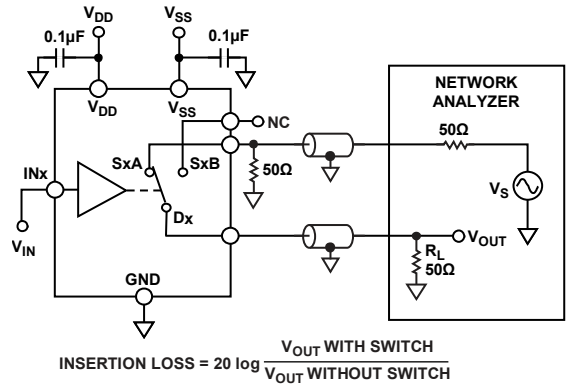 VDD
VSS
0.1µF
0.1µF
VDD
VSS
NC
NETWORK
ANALYZER
50Ω
SxA
SxB
50Ω
INx
VS
Dx
VOUT
VIN
RL
50Ω
GND
INSERTION LOSS = 20 log VOUT WITH SWITCH
VOUT WITHOUT SWITCH